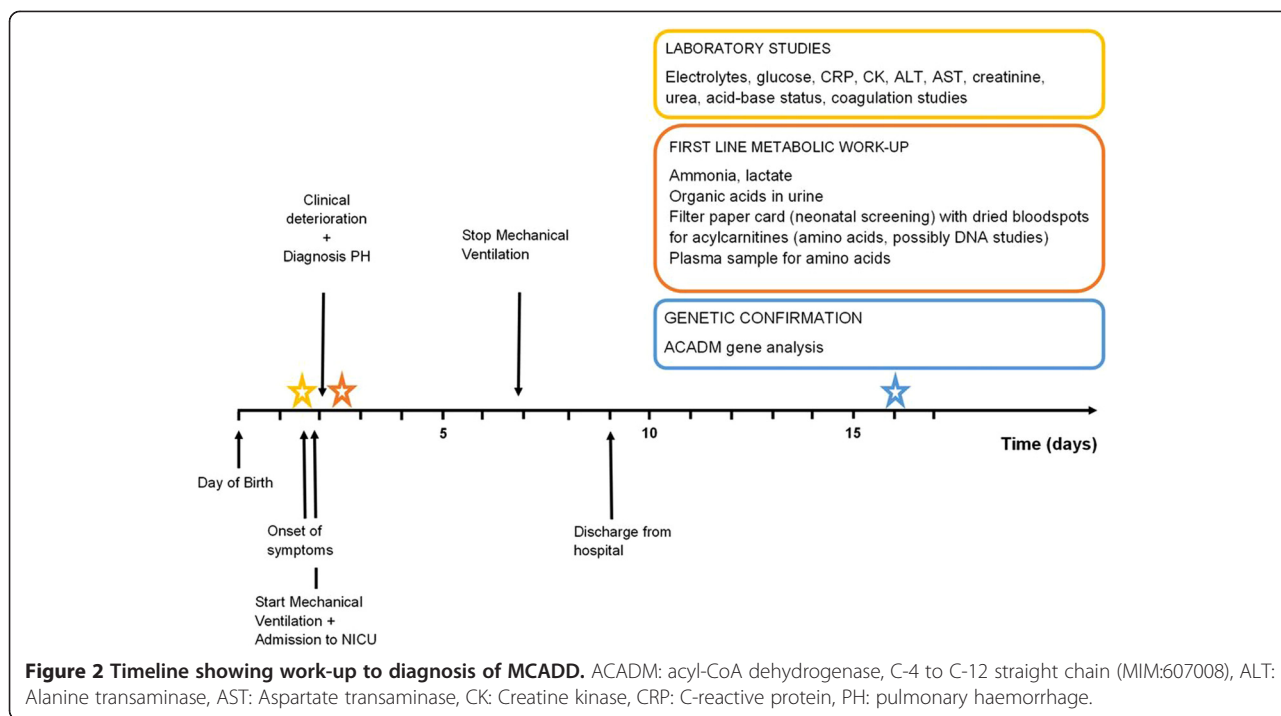 LABORATORY STUDIES
Electrolytes, glucose, CRP, CK, ALT, AST, creatinine,
urea, acid-base status, coagulation studies
FIRST LINE METABOLIC WORK-UP
Ammonia, lactate
Organic acids in urine
Filter paper card (neonatal screening) with dried bloodspots
for acylcarnitines (amino acids, possibly DNA studies)
Plasma sample for amino acids
GENETIC CONFIRMATION
ACADM gene analysis
Clinical
deterioration
+
Diagnosis PH
Stop Mechanical
Ventilation
5
10
15
Time (days)
Day of Birth
Onset of
symptoms
Start Mechanical
Ventilation +
Admission to NICU
Discharge from
hospital
Figure 2 Timeline showing work-up to diagnosis of MCADD. ACADM: acyl-CoA dehydrogenase, C-4 to C-12 straight chain (MIM:607008), ALT:
Alanine transaminase, AST: Aspartate transaminase, CK: Creatine kinase, CRP: C-reactive protein, PH: pulmonary haemorrhage.